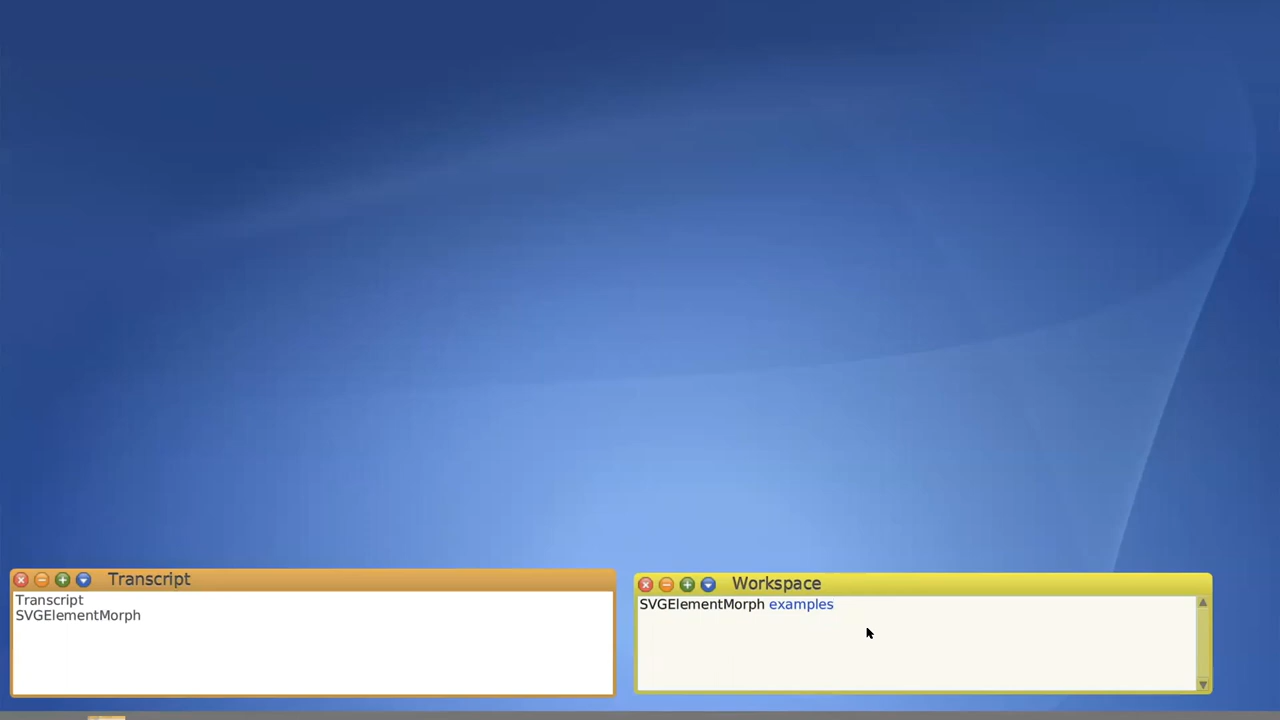 Transcript
Transcript
SVGElementMorph
Workspace
SVGElementMorph examples